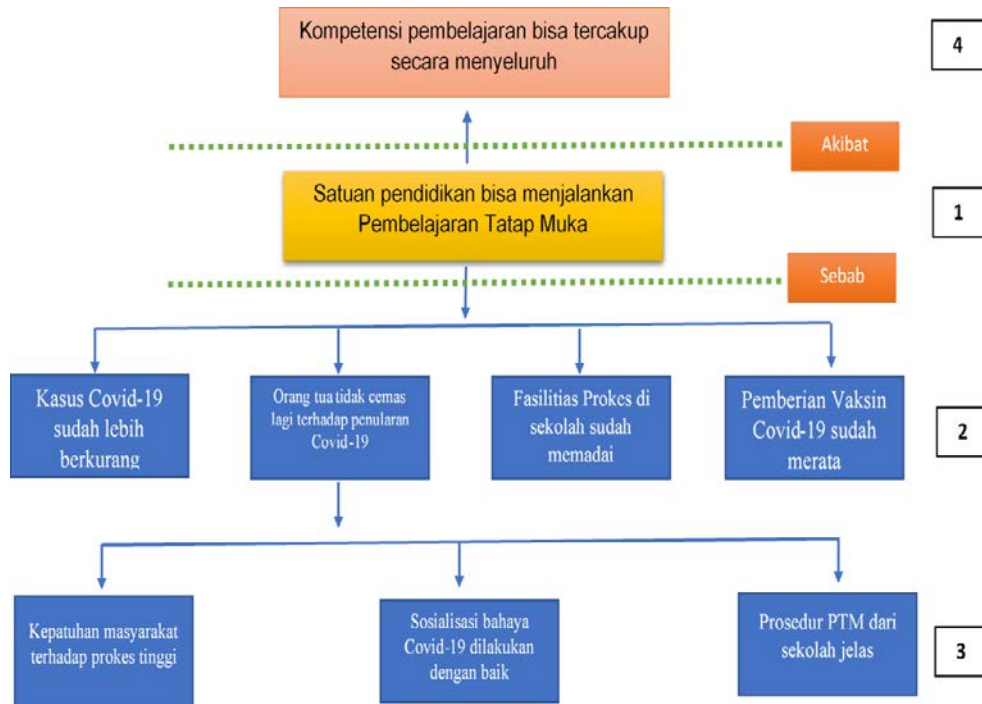 Kompetensi pembelajaran bisa tercakup
secara menyeluruh
4
Akibat
Satuan pendidikan bisa menjalankan
Pembelajaran Tatap Muka
1
Sebab
Kasus Covid-19
sudah lebih
berkurang
Orang tua tidak cemas
lagi terhadap penularan
Covid-19
Fasilitias Prokes di
sekolah sudah
memadai
Pemberian Vaksin
Covid-19 sudah
merata
2
Kepatuhan masyarakat
terhadap prokes tinggi
Sosialisasi bahaya
Covid-19 dilakukan
dengan baik
Prosedur PTM dari
sekolah jelas
3